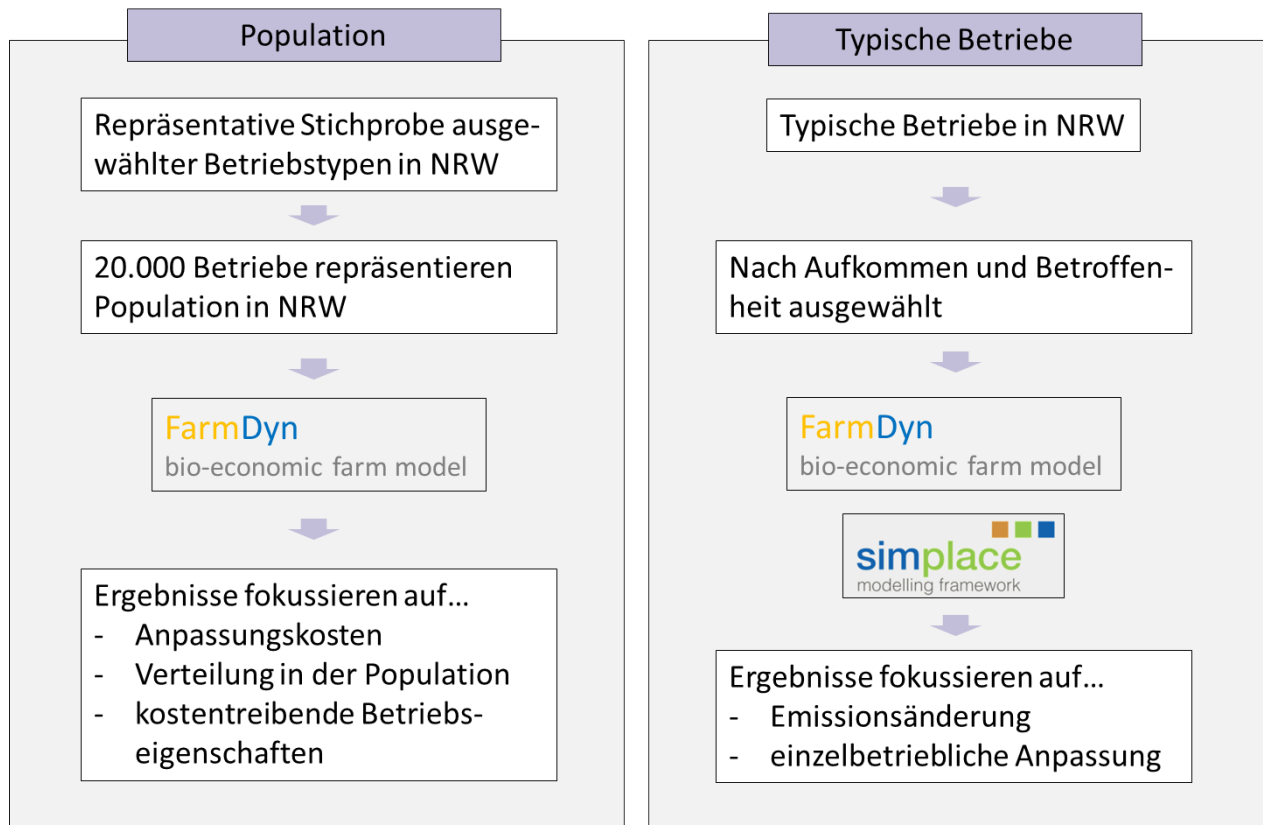 Population
Repräsentative Stichprobe ausge-
wählter Betriebstypen in NRW
20.000 Betriebe repräsentieren
Population in NRW
FarmDyn
bio-economic farm model
Ergebnisse fokussieren auf…
- Anpassungskosten
- Verteilung in der Population
- kostentreibende Betriebs-
eigenschaften
Typische Betriebe
Typische Betriebe in NRW
Nach Aufkommen und Betroffen-
heit ausgewählt
FarmDyn
bio-economic farm model
simplace
modelling framework
Ergebnisse fokussieren auf…
- Emissionsänderung
- einzelbetriebliche Anpassung